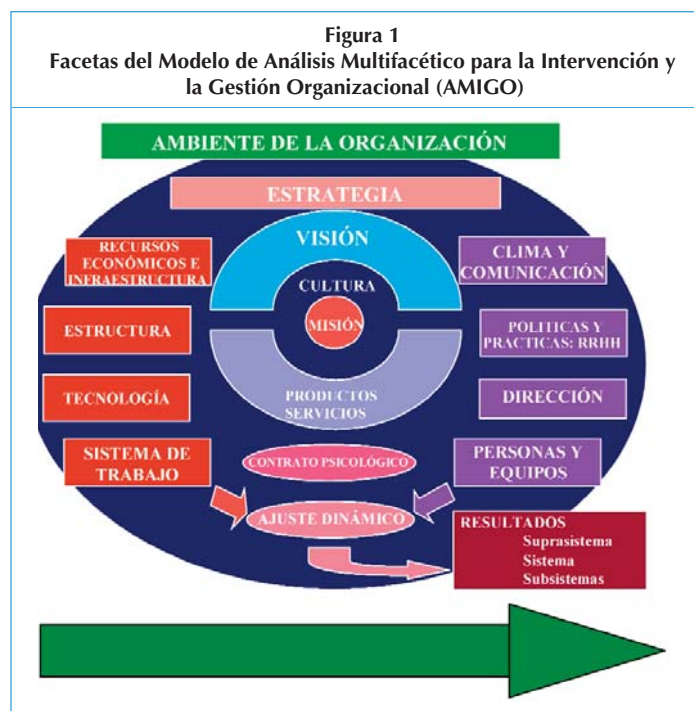 Figura 1
Facetas del Modelo de Análisis Multifacético para la Intervención y
la Gestión Organizacional (AMIGO)
AMBIENTE DE LA ORGANIZACIÓN
ESTRATEGIA
VISIÓN
RECURSOS
ECONÓMICOS E
INFRAESTRUCTURA
CLIMA Y
COMUNICACIÓN
CULTURA
MISIÓN
ESTRUCTURA
POLITICAS Y
PRACTICAS: RRHH
TECNOLOGÍA
PRODUCTOS
SERVICIOS
DIRECCIÓN
SISTEMA DE
TRABAJO
CONTRATO PSICOLÓGICO
PERSONAS Y
EQUIPOS
AJUSTE DINÁMICO
RESULTADOS
Suprasistema
Sistema
Subsistemas